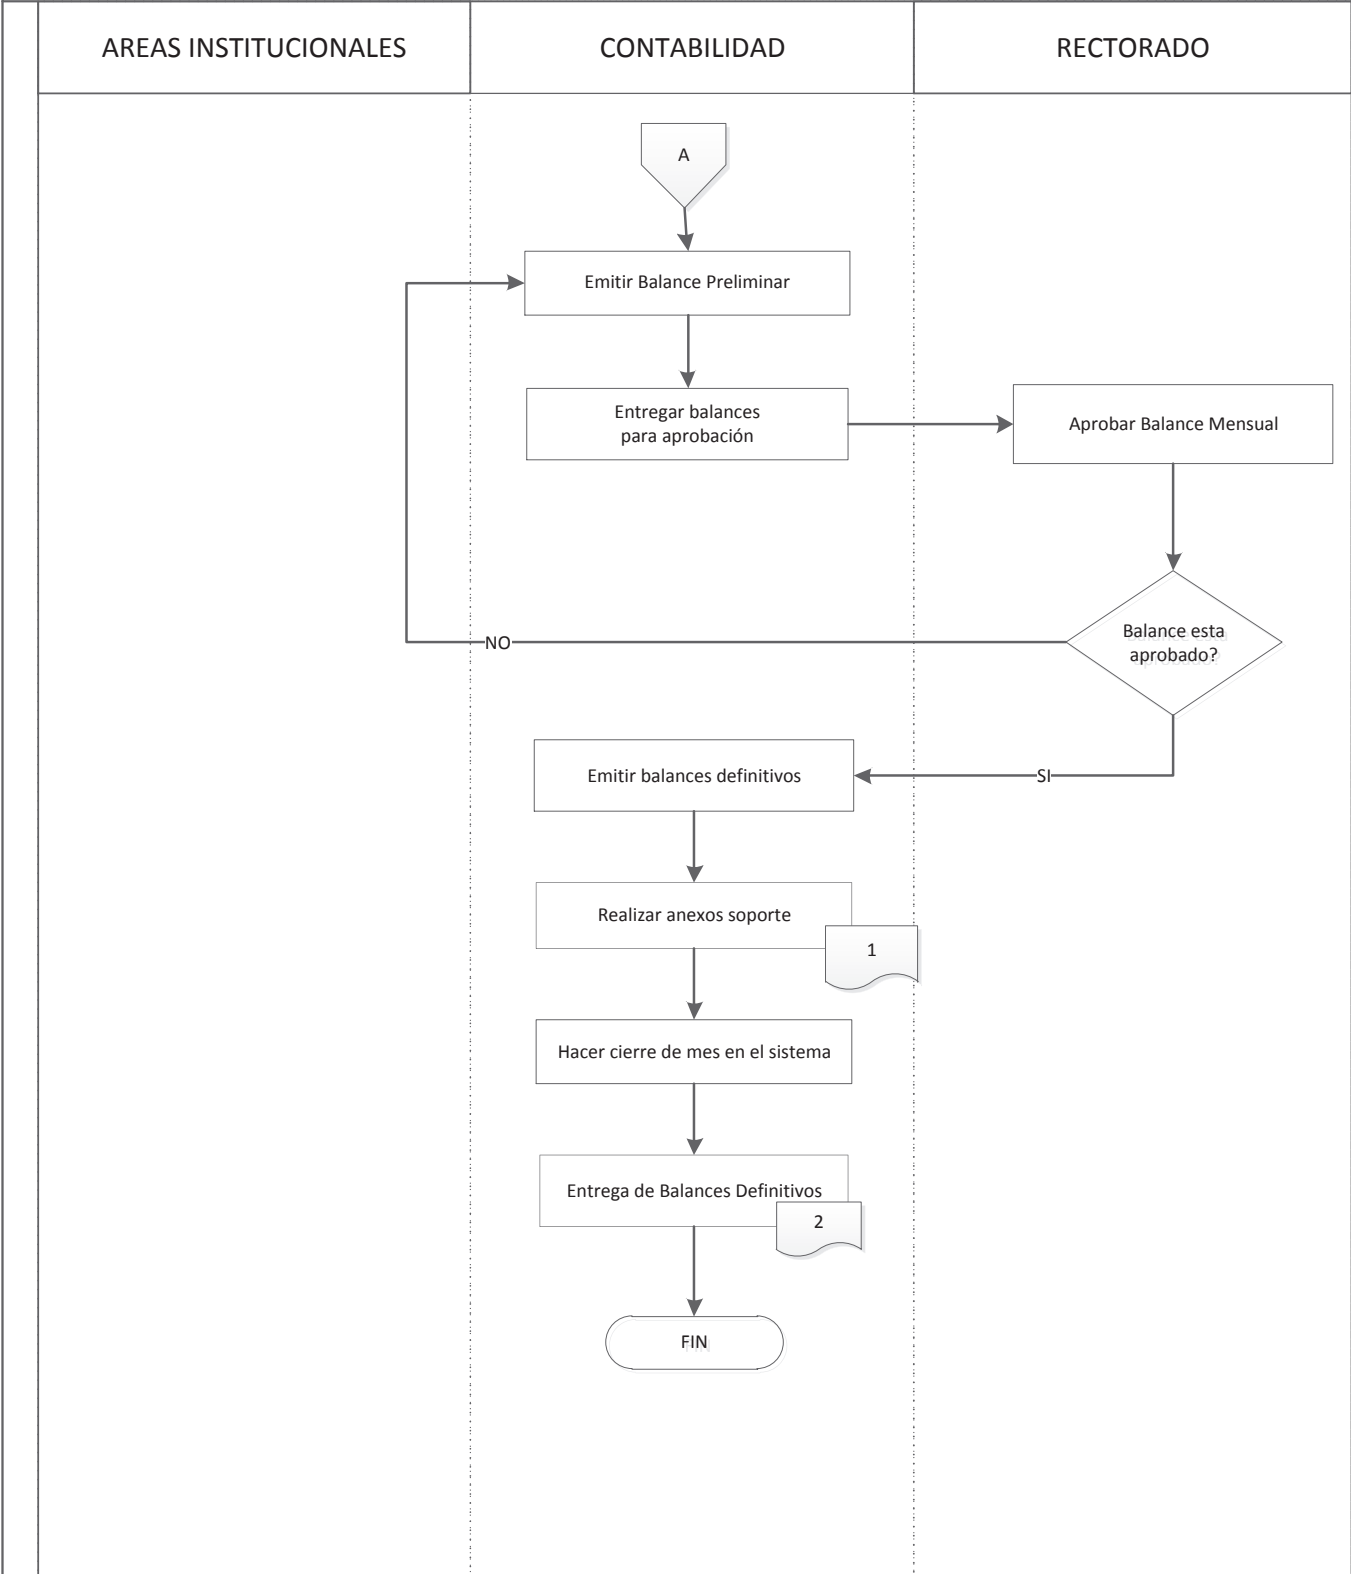 AREAS INSTITUCIONALES
CONTABILIDAD
RECTORADO
A
Emitir Balance Preliminar
Entregar balances
para aprobación
Aprobar Balance Mensual
Balance esta
aprobado?
NO
SI
Emitir balances definitivos
Realizar anexos soporte
1
Hacer cierre de mes en el sistema
Entrega de Balances Definitivos
2
FIN